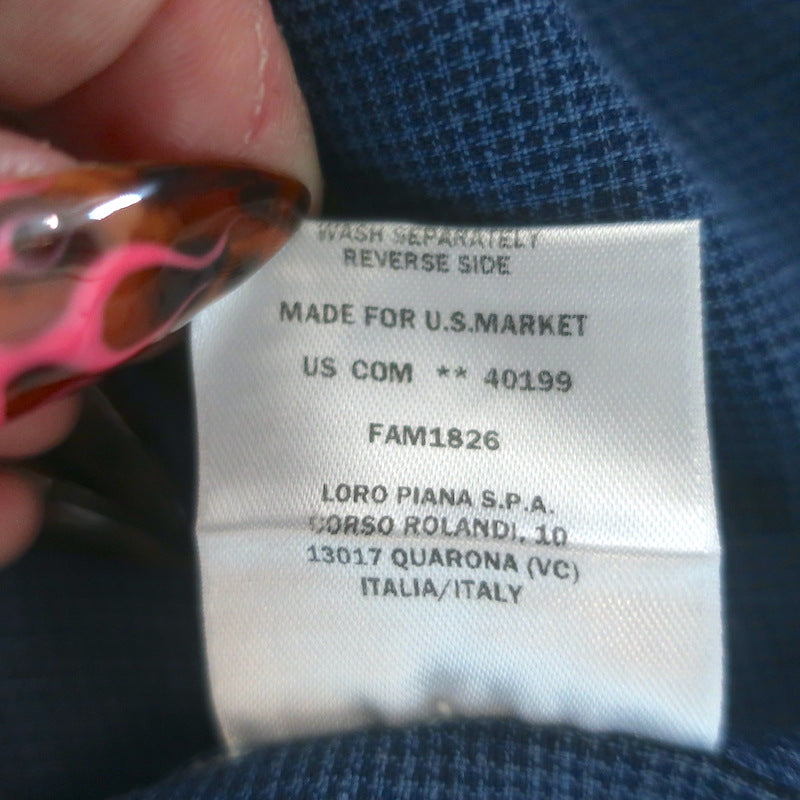 WASH SEPARATELY
REVERSE SIDE
MADE FOR U.S.MARKET
US COM ** 40199
FAM1826
LORO PIANA S.P.A.
CORSO ROLANDI, 10
13017 QUARONA (VC)
ITALIA/ITALY